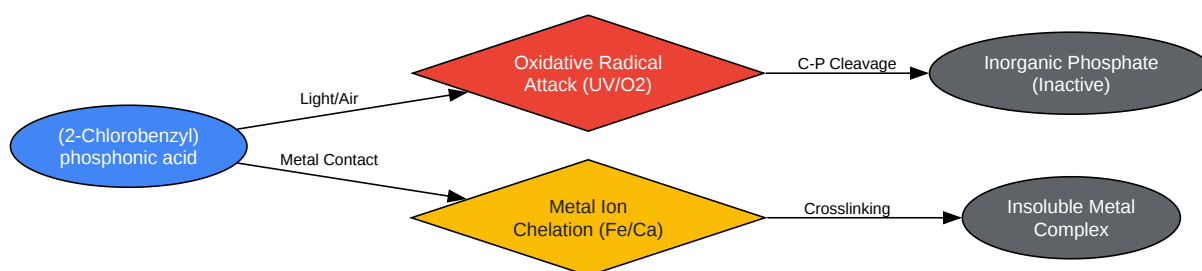 (2-Chlorobenzyl)
phosphonic acid
Light/Air
Metal Contact
Oxidative Radical
Attack (UV/O2)
C-P Cleavage
Inorganic Phosphate
(Inactive)
Metal Ion
Chelation (Fe/Ca)
Crosslinking
Insoluble Metal
Complex